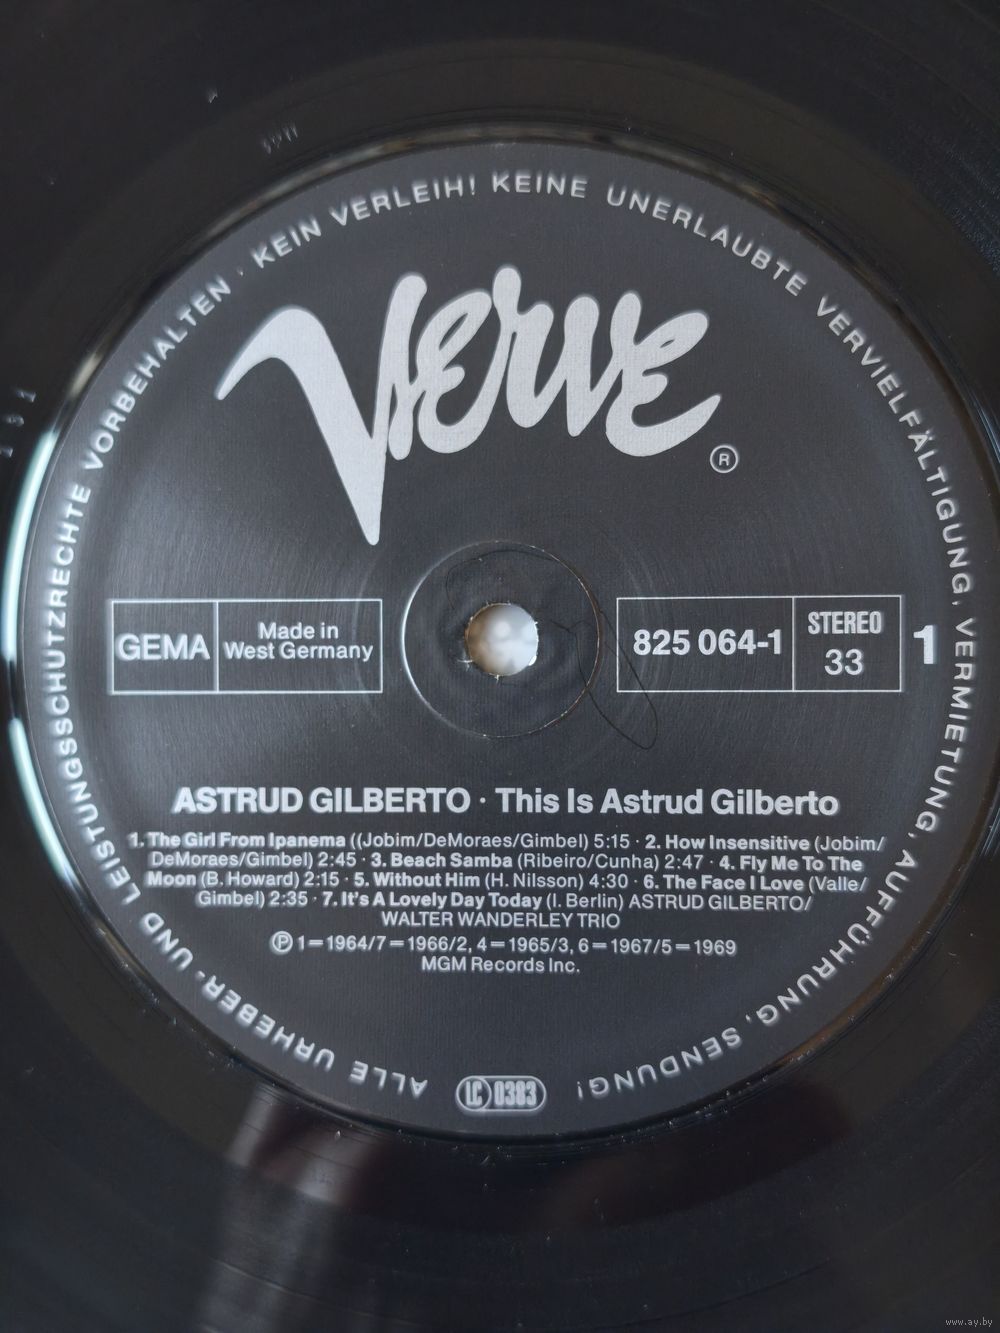 ALLE URHEBER- UND LEISTUNGSSCHUTZRECHTE VORBEHALTEN · KEIN VERLEIH! KEINE UNERLAUBTE VERVIELFÄLTIGUNG, VERMIETUNG, AUFFÜHRUNG, SENDUNG!
Verve
®
GEMA
Made in
West Germany
825 064-1
STEREO
33
1
ASTRUD GILBERTO · This Is Astrud Gilberto
1. The Girl From Ipanema ((Jobim/DeMoraes/Gimbel) 5:15 · 2. How Insensitive (Jobim/
DeMoraes/Gimbel) 2:45 · 3. Beach Samba (Ribeiro/Cunha) 2:47 · 4. Fly Me To The
Moon (B. Howard) 2:15 · 5. Without Him (H. Nilsson) 4:30 · 6. The Face I Love (Valle/
Gimbel) 2:35 · 7. It's A Lovely Day Today (I. Berlin) ASTRUD GILBERTO/
WALTER WANDERLEY TRIO
℗ 1=1964/7=1966/2, 4=1965/3, 6=1967/5=1969
MGM Records Inc.
LC 0383
www.ay.by